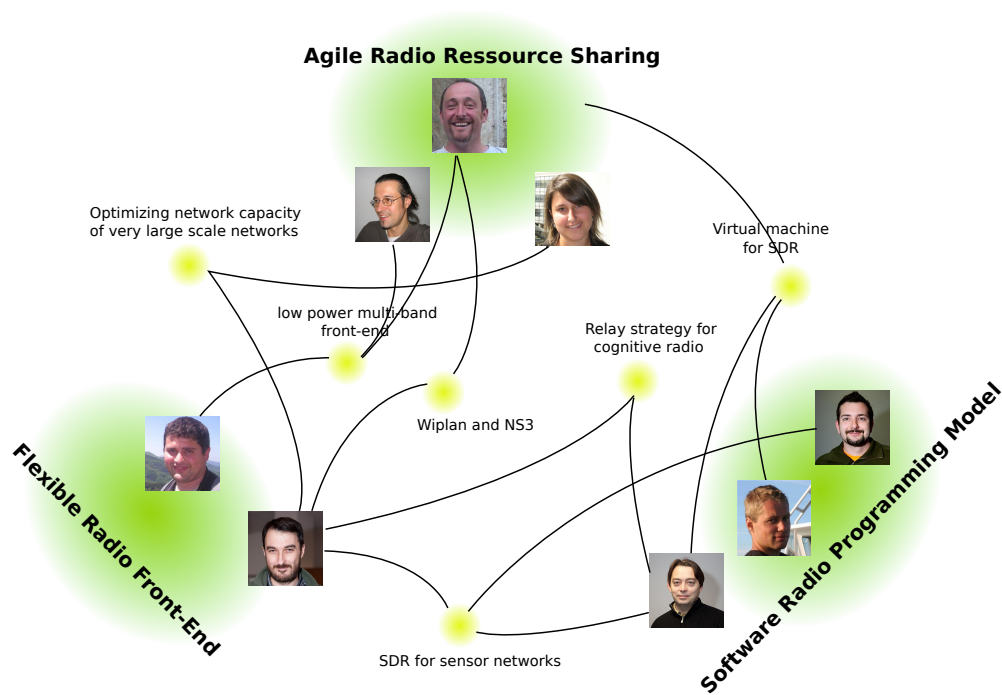 Agile Radio Ressource Sharing
Optimizing network capacity
of very large scale networks
Virtual machine
for SDR
low power multi-band
front-end
Relay strategy for
cognitive radio
Wiplan and NS3
Flexible Radio Front-End
Software Radio Programming Model
SDR for sensor networks